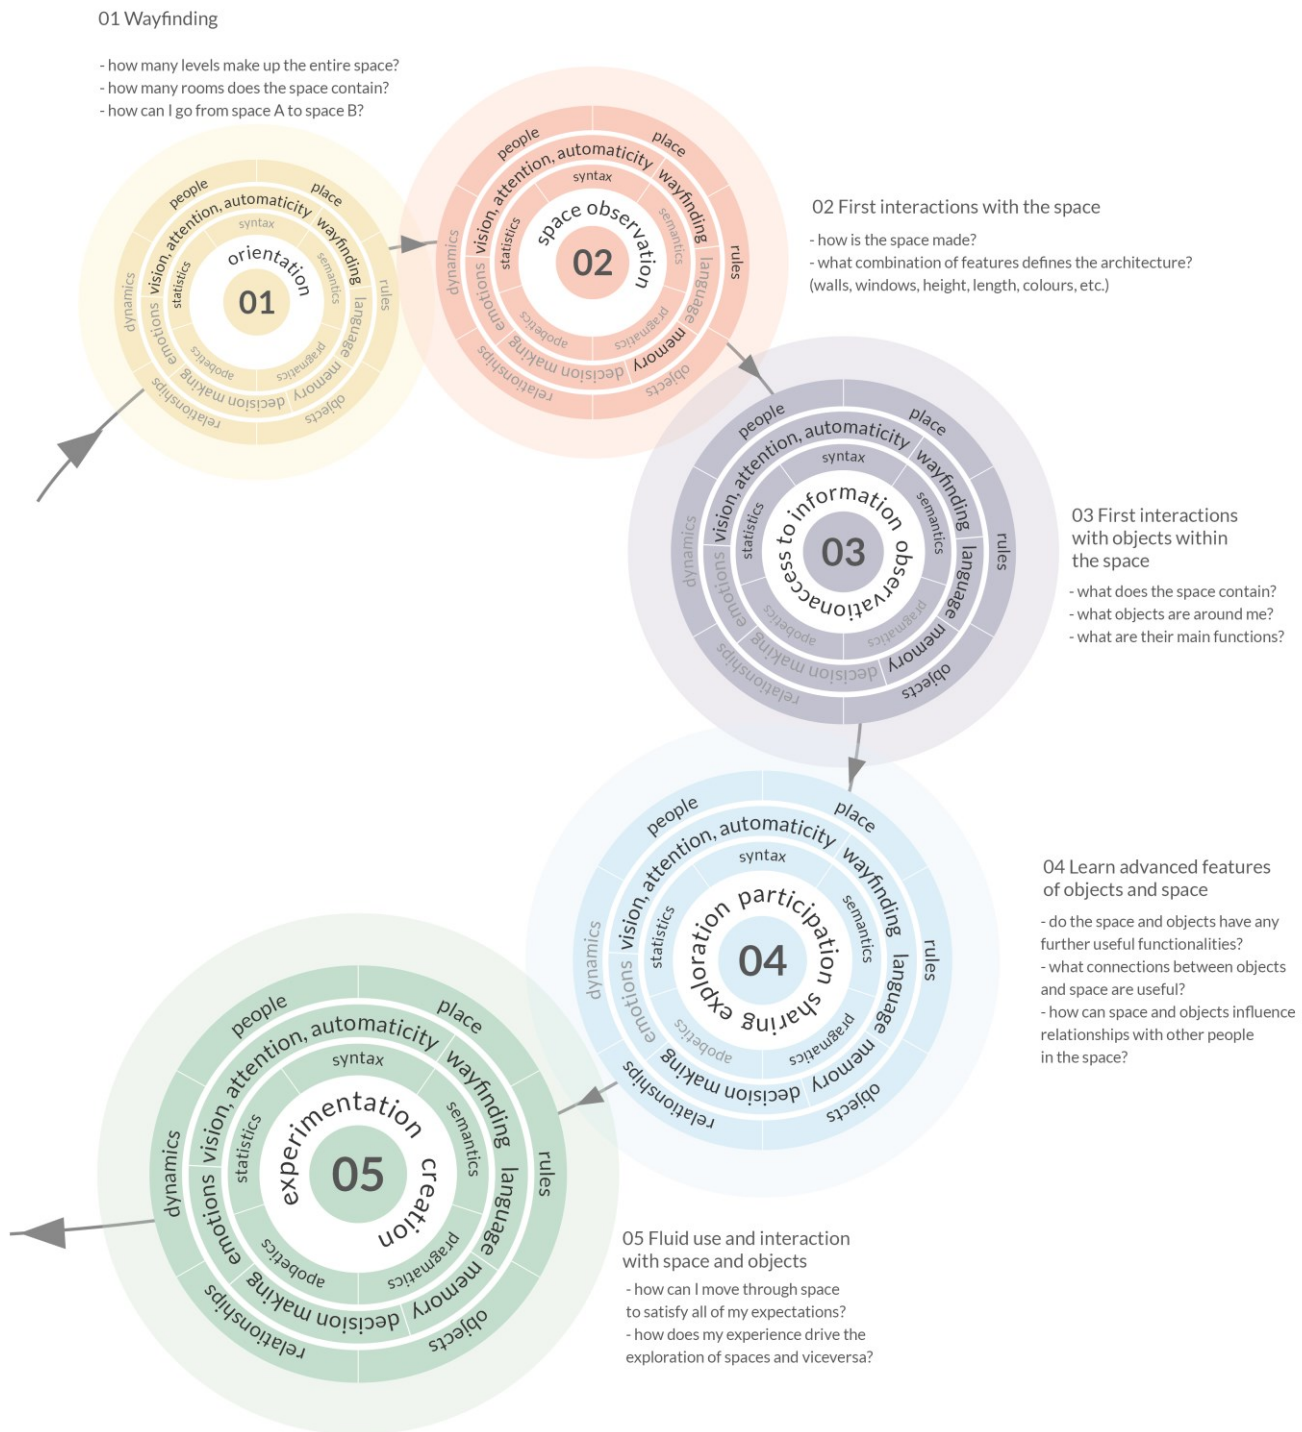 01 Wayfinding
- how many levels make up the entire space?
- how many rooms does the space contain?
- how can I go from space A to space B?
people
place
rules
objects
relationships
dynamics
vision, attention, automaticity
wayfinding
language
memory
decision making
emotions
syntax
semantics
pragmatics
apobetics
statistics
orientation
01
people
place
rules
objects
relationships
dynamics
vision, attention, automaticity
wayfinding
language
memory
decision making
emotions
syntax
semantics
pragmatics
apobetics
statistics
space observation
02
02 First interactions with the space
- how is the space made?
- what combination of features defines the architecture?
(walls, windows, height, length, colours, etc.)
people
place
rules
objects
relationships
dynamics
vision, attention, automaticity
wayfinding
language
memory
decision making
emotions
syntax
semantics
pragmatics
apobetics
statistics
access to information observation
03
03 First interactions
with objects within
the space
- what does the space contain?
- what objects are around me?
- what are their main functions?
people
place
rules
objects
relationships
dynamics
vision, attention, automaticity
wayfinding
language
memory
decision making
emotions
syntax
semantics
pragmatics
apobetics
statistics
exploration participation sharing
04
04 Learn advanced features
of objects and space
- do the space and objects have any
further useful functionalities?
- what connections between objects
and space are useful?
- how can space and objects influence
relationships with other people
in the space?
people
place
rules
objects
relationships
dynamics
vision, attention, automaticity
wayfinding
language
memory
decision making
emotions
syntax
semantics
pragmatics
apobetics
statistics
experimentation creation
05
05 Fluid use and interaction
with space and objects
- how can I move through space
to satisfy all of my expectations?
- how does my experience drive the
exploration of spaces and viceversa?